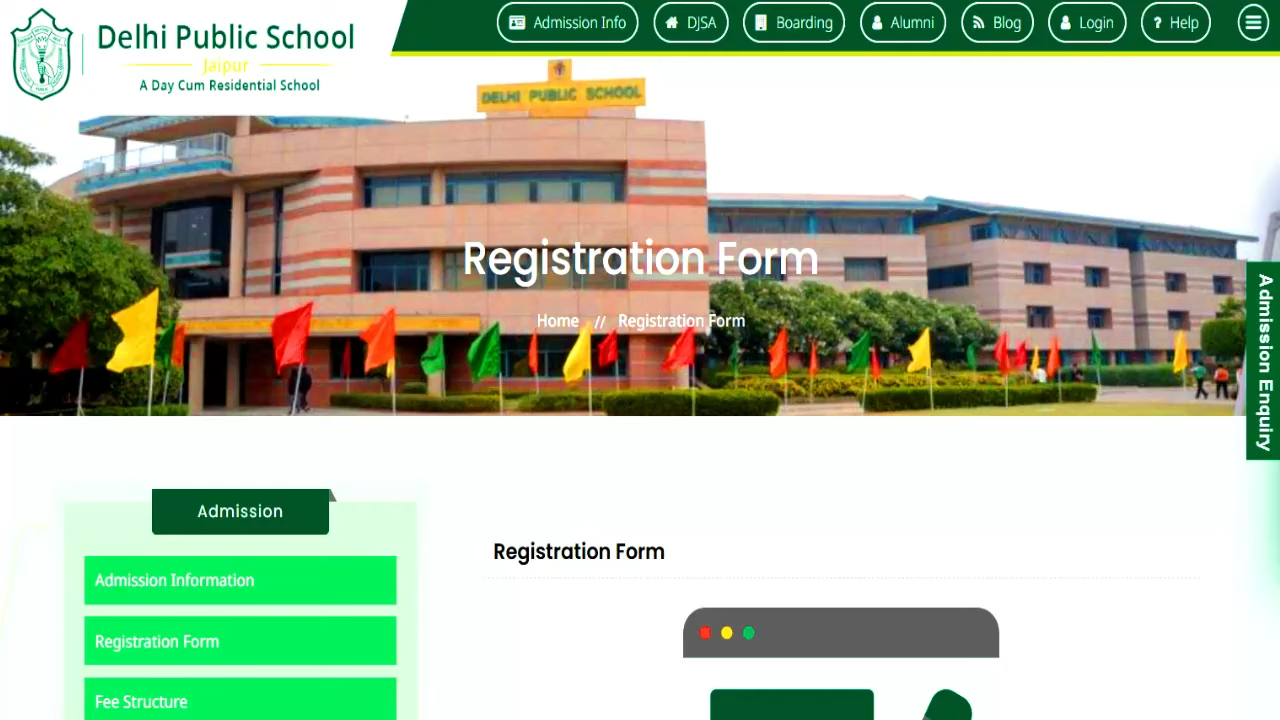 Delhi Public School
Jaipur
A Day Cum Residential School
Admission Info
DJSA
Boarding
Alumni
Blog
Login
? Help
DELHI PUBLIC SCHOOL
Registration Form
Home // Registration Form
Admission Enquiry
Admission
Admission Information
Registration Form
Fee Structure
Registration Form